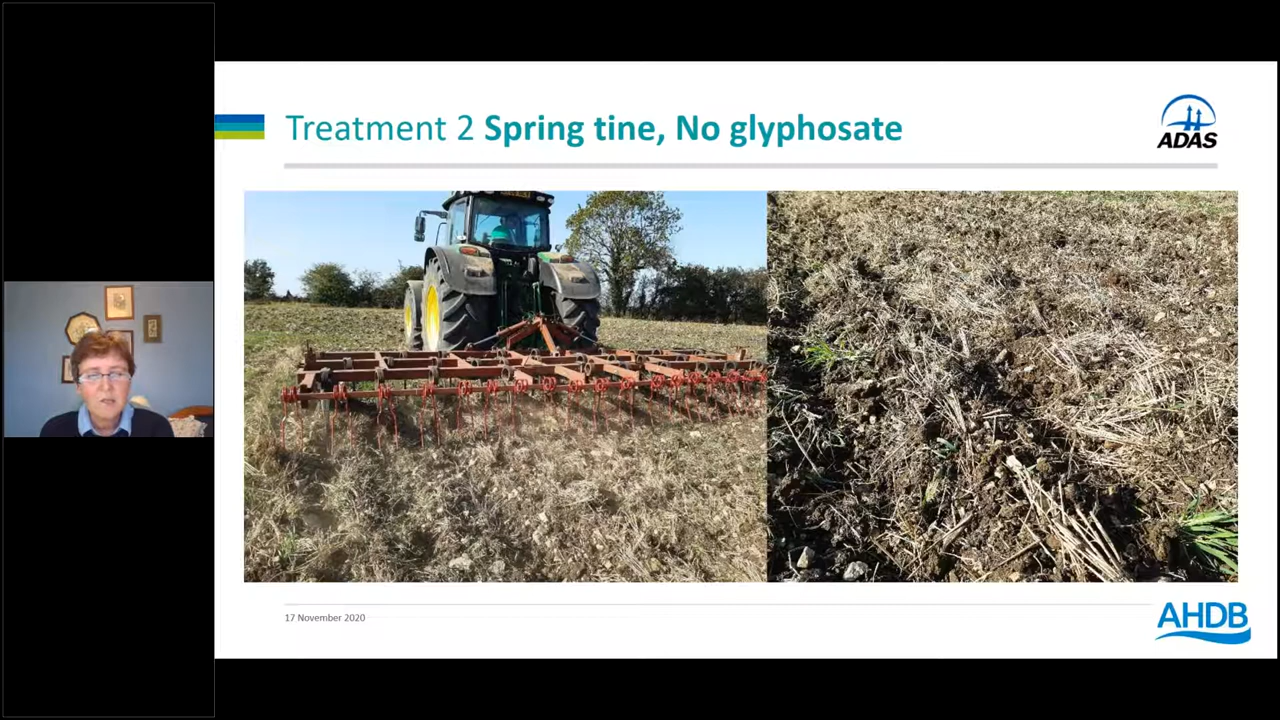 Treatment 2 Spring tine, No glyphosate
ADAS
17 November 2020
AHDB